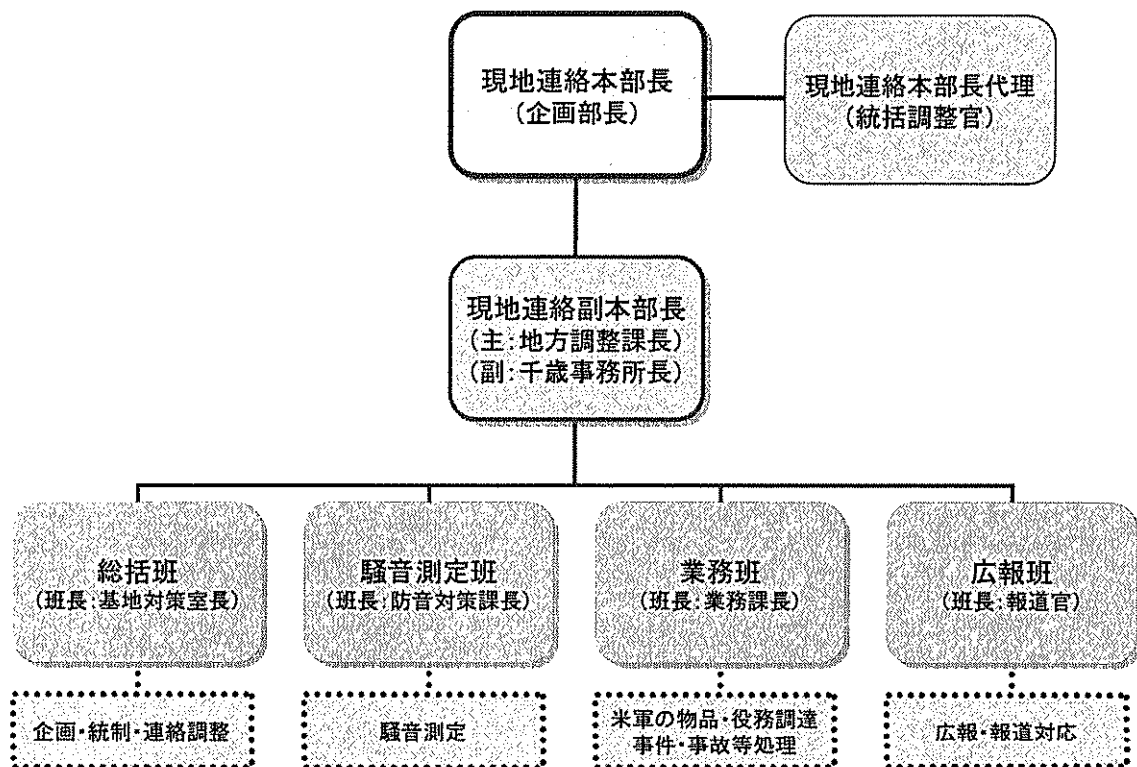 現地連絡本部長
(企画部長)
現地連絡本部長代理
(統括調整官)
現地連絡副本部長
(主:地方調整課長)
(副:千歳事務所長)
総括班
(班長:基地対策室長)
騒音測定班
(班長:防音対策課長)
業務班
(班長:業務課長)
広報班
(班長:報道官)
企画・統制・連絡調整
騒音測定
米軍の物品・役務調達
事件・事故等処理
広報・報道対応